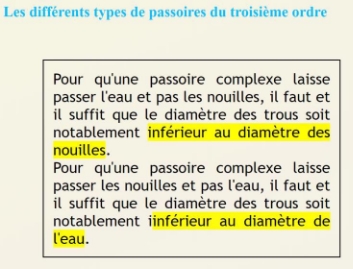 Les différents types de passoires du troisième ordre
Pour qu'une passoire complexe laisse
passer l'eau et pas les nouilles, il faut et
il suffit que le diamètre des trous soit
notablement inférieur au diamètre des
nouilles.
Pour qu'une passoire complexe laisse
passer les nouilles et pas l'eau, il faut et
il suffit que le diamètre des trous soit
notablement iinférieur au diamètre de
l'eau.